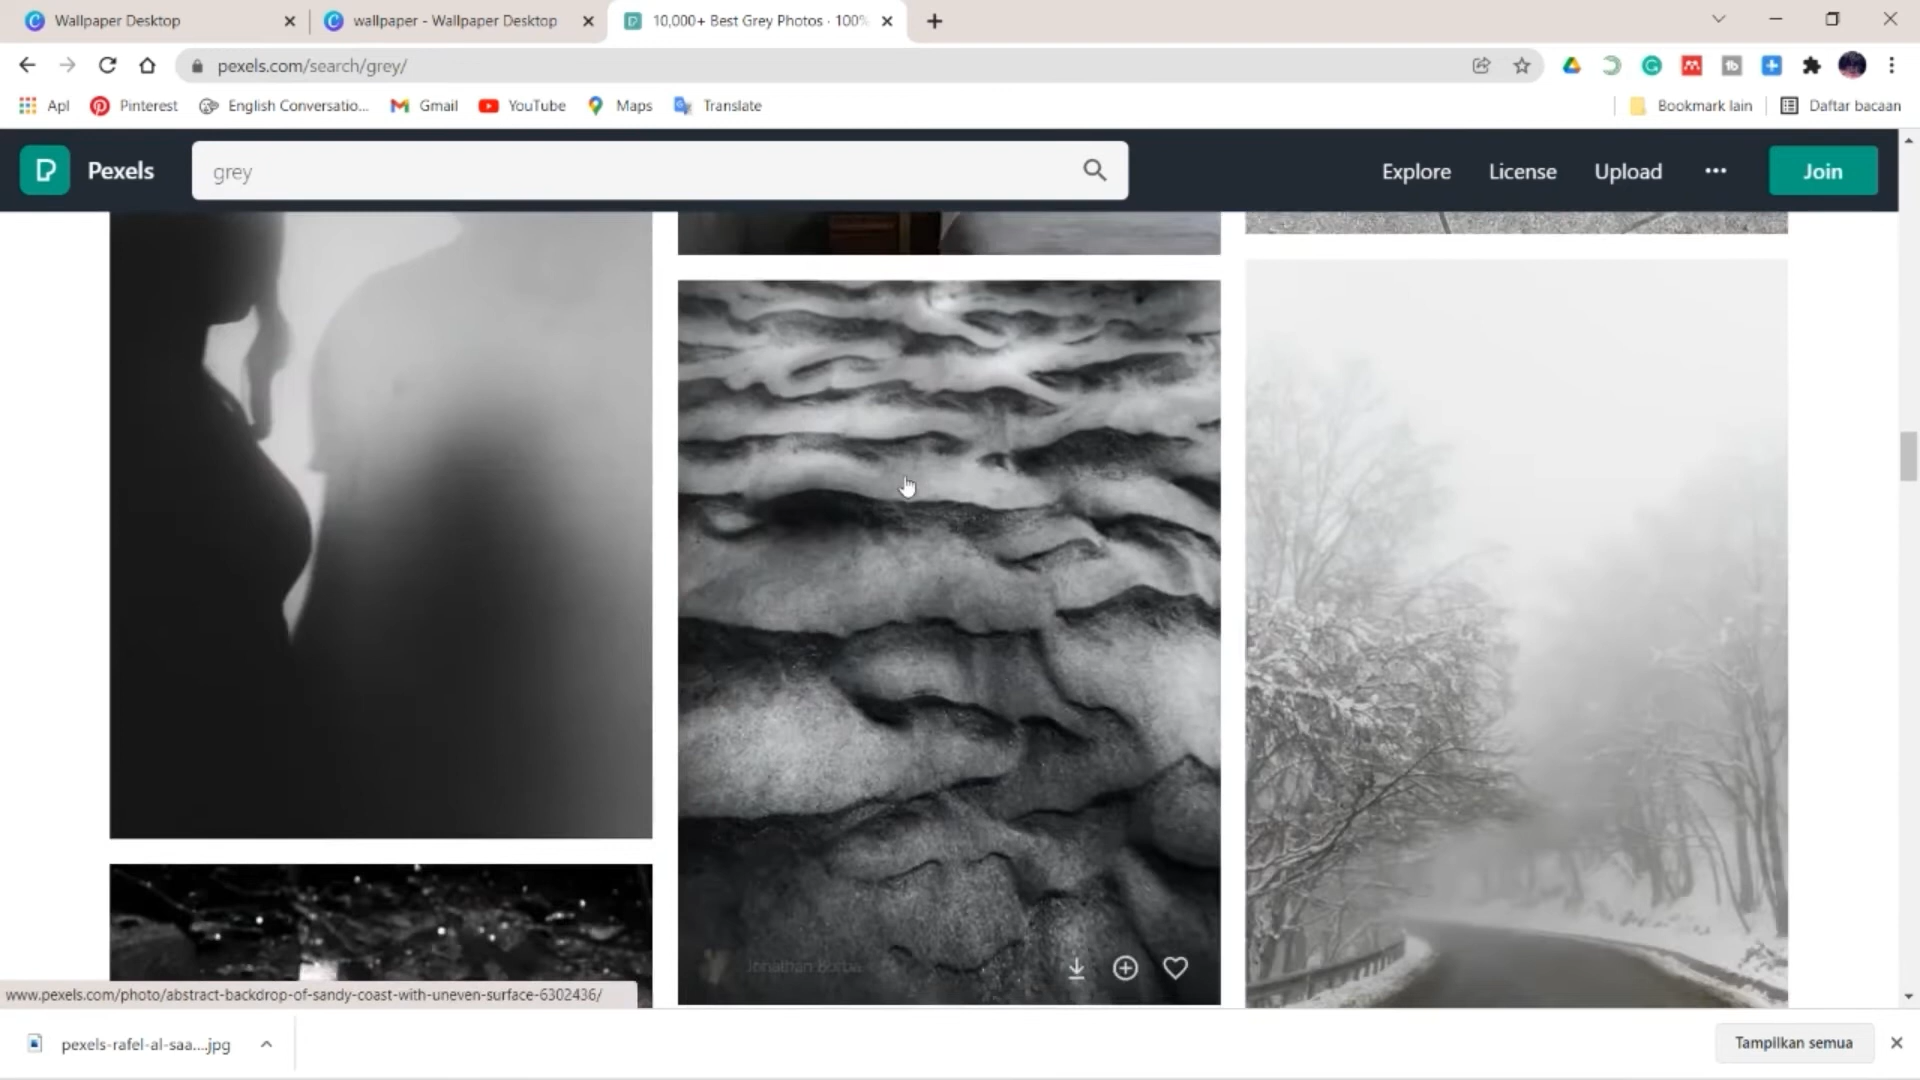 Wallpaper Desktop
wallpaper - Wallpaper Desktop
10,000+ Best Grey Photos · 100%
pexels.com/search/grey/
Apl
Pinterest
English Conversatio...
Gmail
YouTube
Maps
Translate
Bookmark lain
Daftar bacaan
Pexels
grey
Explore
License
Upload
Join
Jonathan Borba
www.pexels.com/photo/abstract-backdrop-of-sandy-coast-with-uneven-surface-6302436/
pexels-rafel-al-saa....jpg
Tampilkan semua